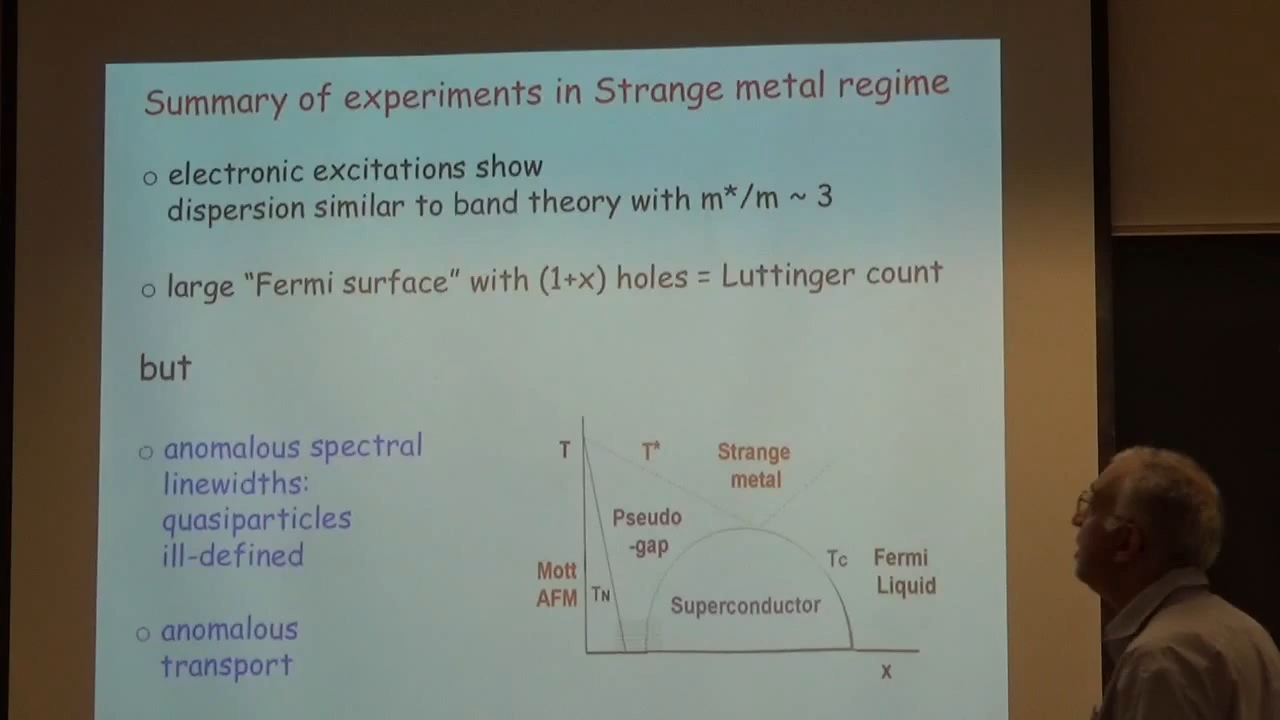 Summary of experiments in Strange metal regime
o electronic excitations show
dispersion similar to band theory with m*/m ~ 3
o large "Fermi surface" with (1+x) holes = Luttinger count
but
o anomalous spectral
linewidths:
quasiparticles
ill-defined
o anomalous
transport
T
T*
Strange
metal
Pseudo
-gap
Mott
AFM
TN
Superconductor
Tc
Fermi
Liquid
x